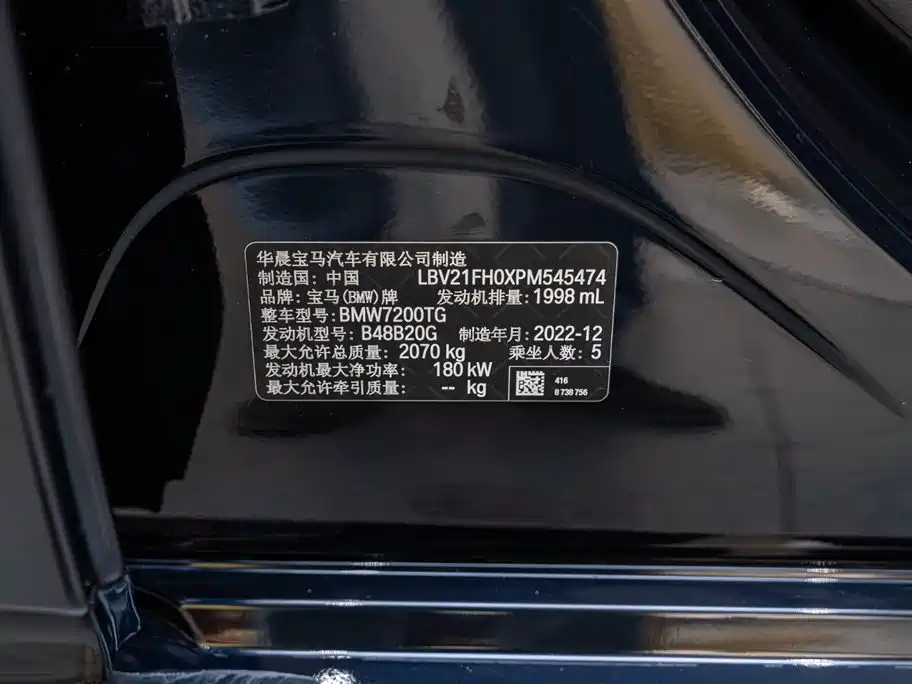 华晨宝马汽车有限公司制造
制造国: 中国 LBV21FH0XPM545474
品牌: 宝马(BMW)牌 发动机排量: 1998 mL
整车型号: BMW7200TG
发动机型号: B48B20G 制造年月: 2022-12
最大允许总质量: 2070 kg 乘坐人数: 5
发动机最大净功率: 180 kW
最大允许牵引质量: -- kg
416
8 738 756